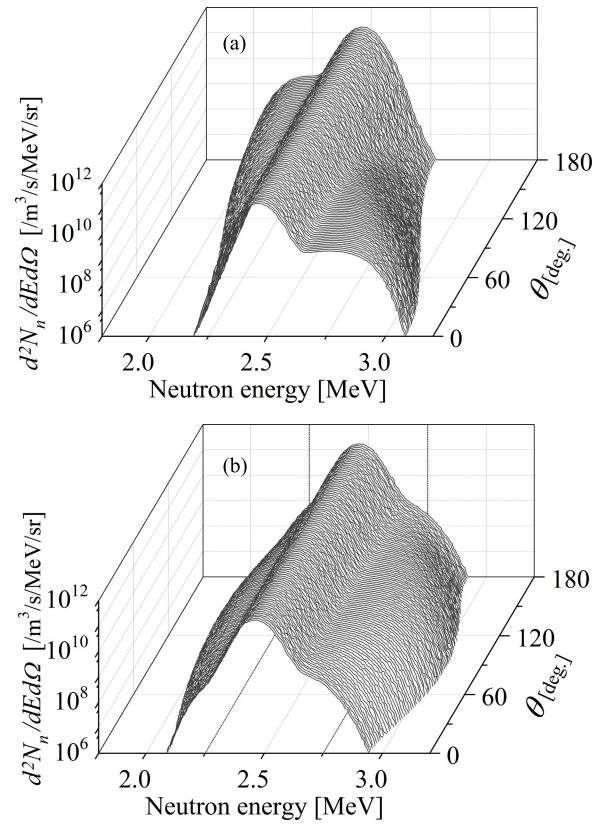 (a)
d²Nₙ/dEdΩ [/m³/s/MeV/sr]
10¹²
10¹⁰
10⁸
10⁶
180
120
60
0
θ[deg.]
2.0 2.5 3.0
Neutron energy [MeV]
(b)
d²Nₙ/dEdΩ [/m³/s/MeV/sr]
10¹²
10¹⁰
10⁸
10⁶
180
120
60
0
θ[deg.]
2.0 2.5 3.0
Neutron energy [MeV]